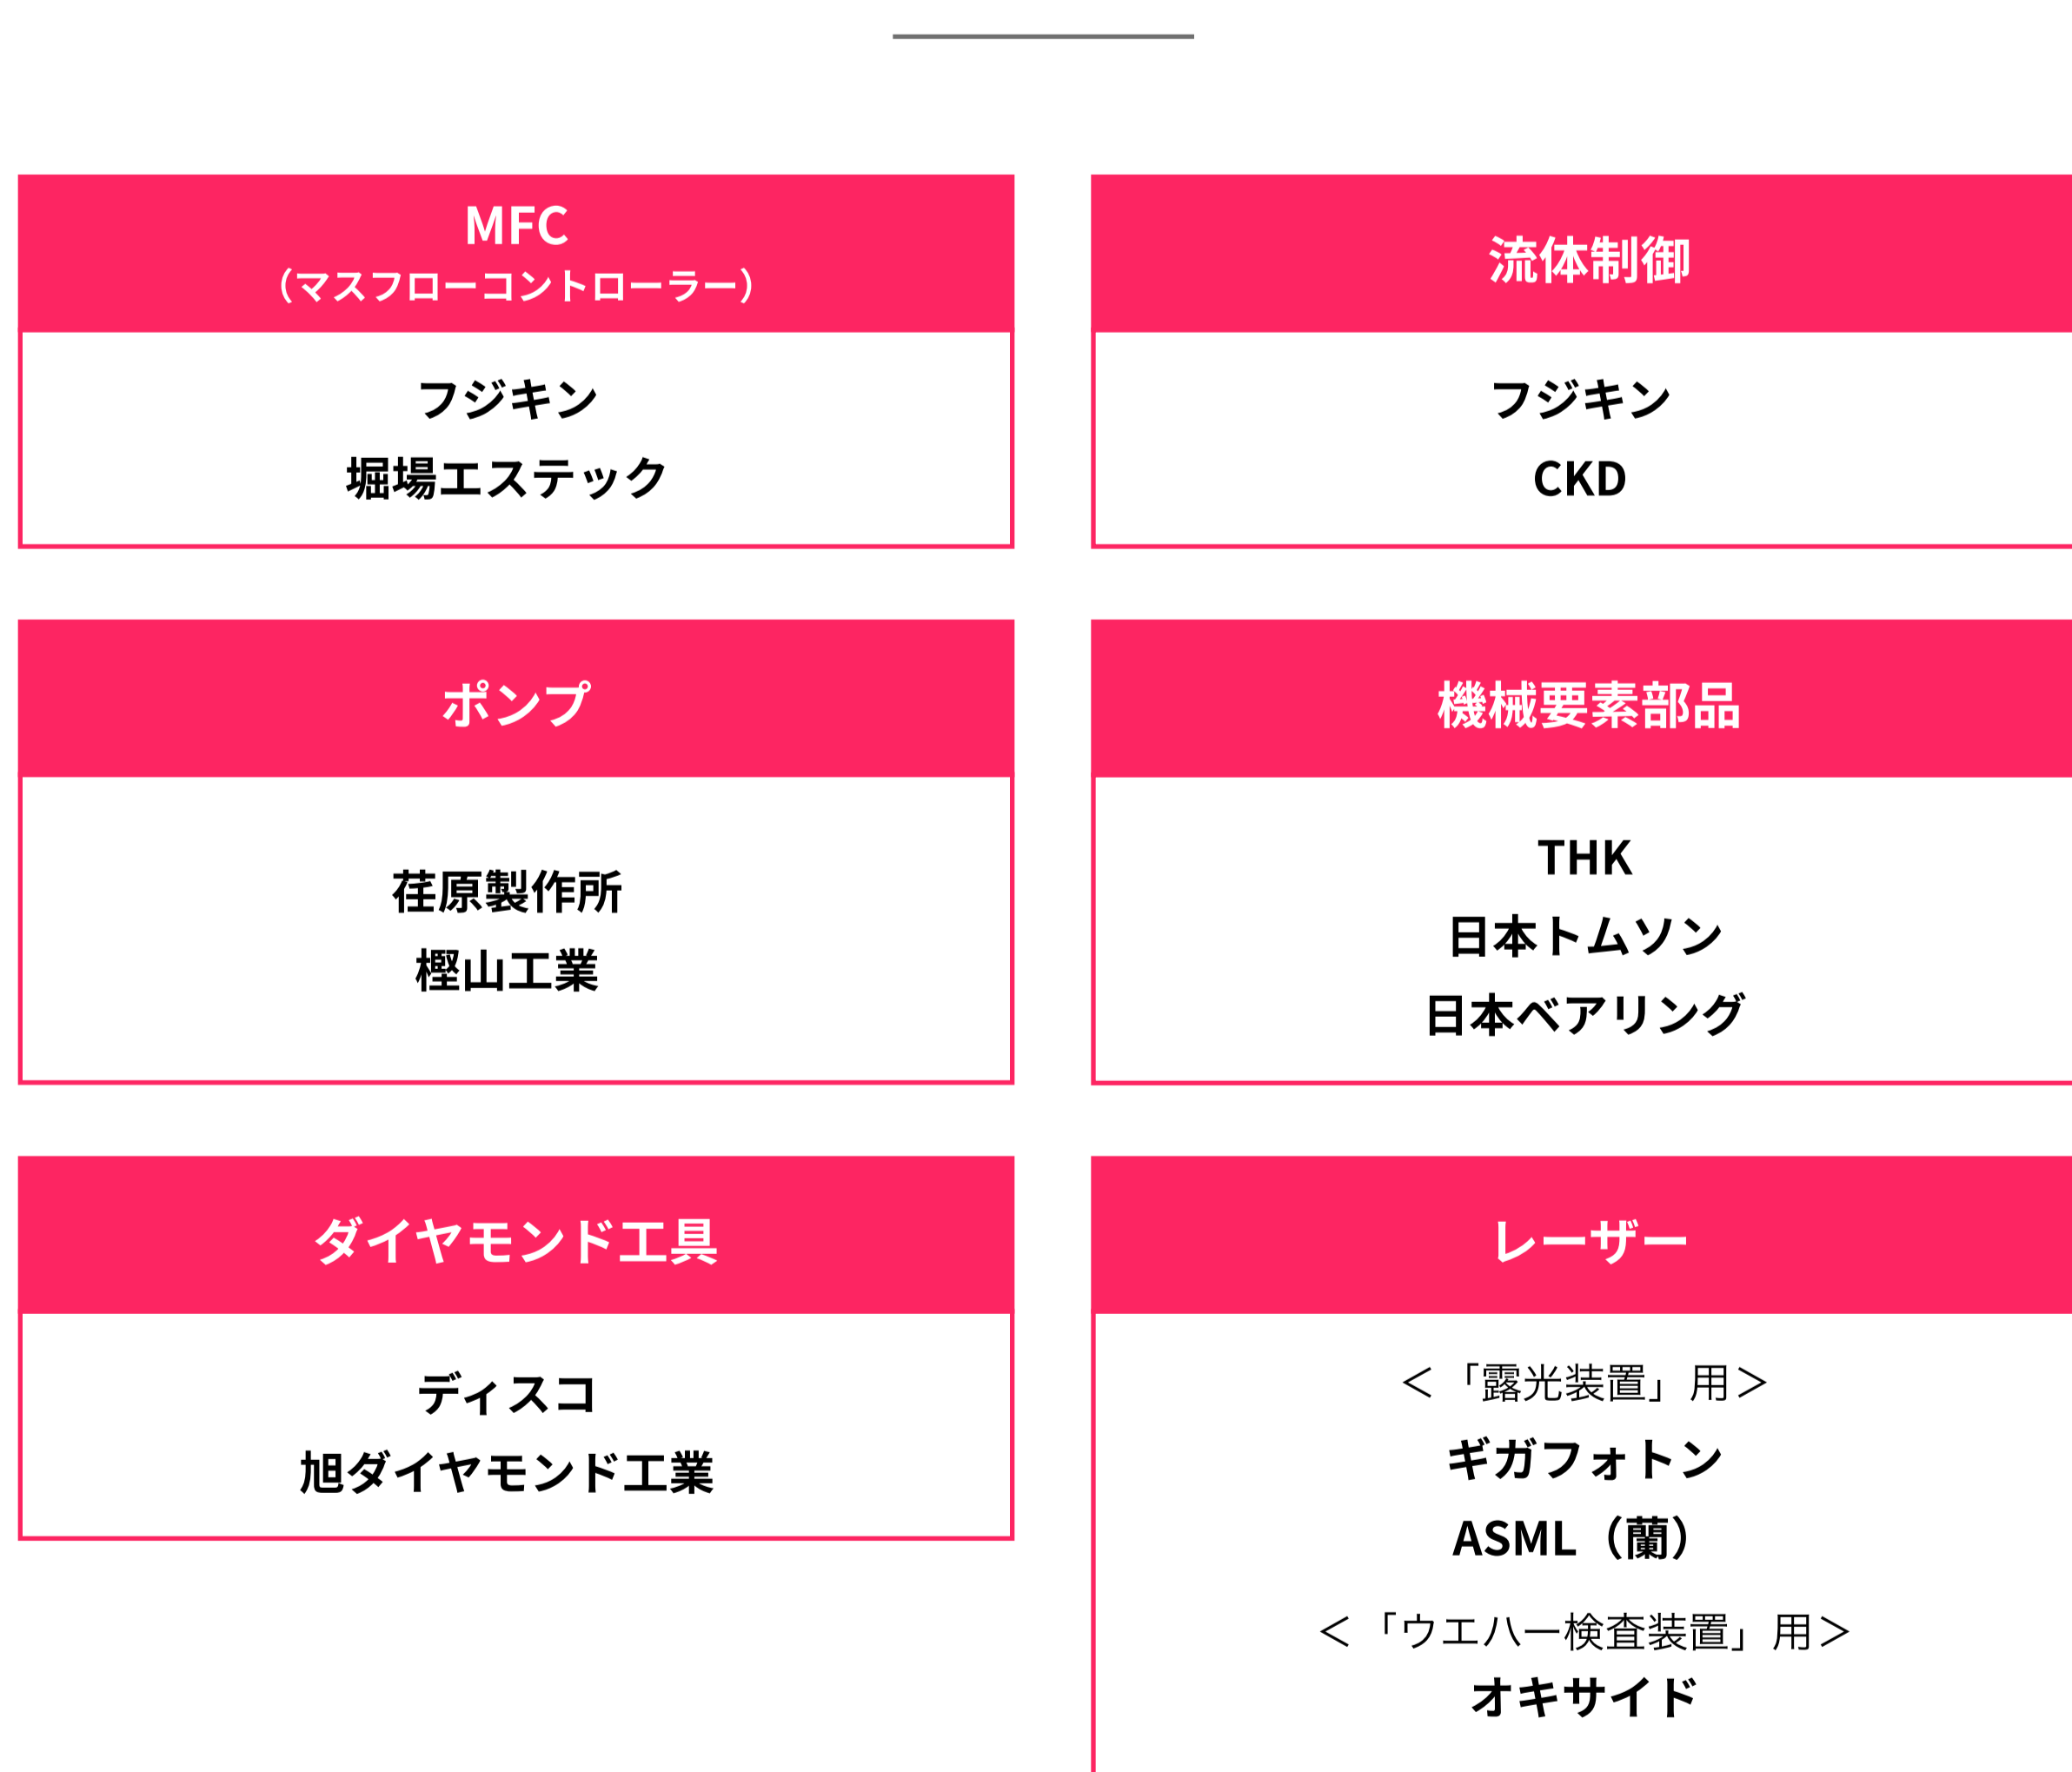 MFC
（マスフローコントローラー）
フジキン
堀場エステック
流体制御
フジキン
CKD
ポンプ
荏原製作所
樫山工業
機械機要素部品
THK
日本トムソン
日本ベアリング
ダイヤモンド工具
ディスコ
旭ダイヤモンド工業
レーザー
＜　「露光装置」　用＞
ギガフォトン
ASML　（蘭）
＜　「ウエハー検査装置」　用＞
オキサイド